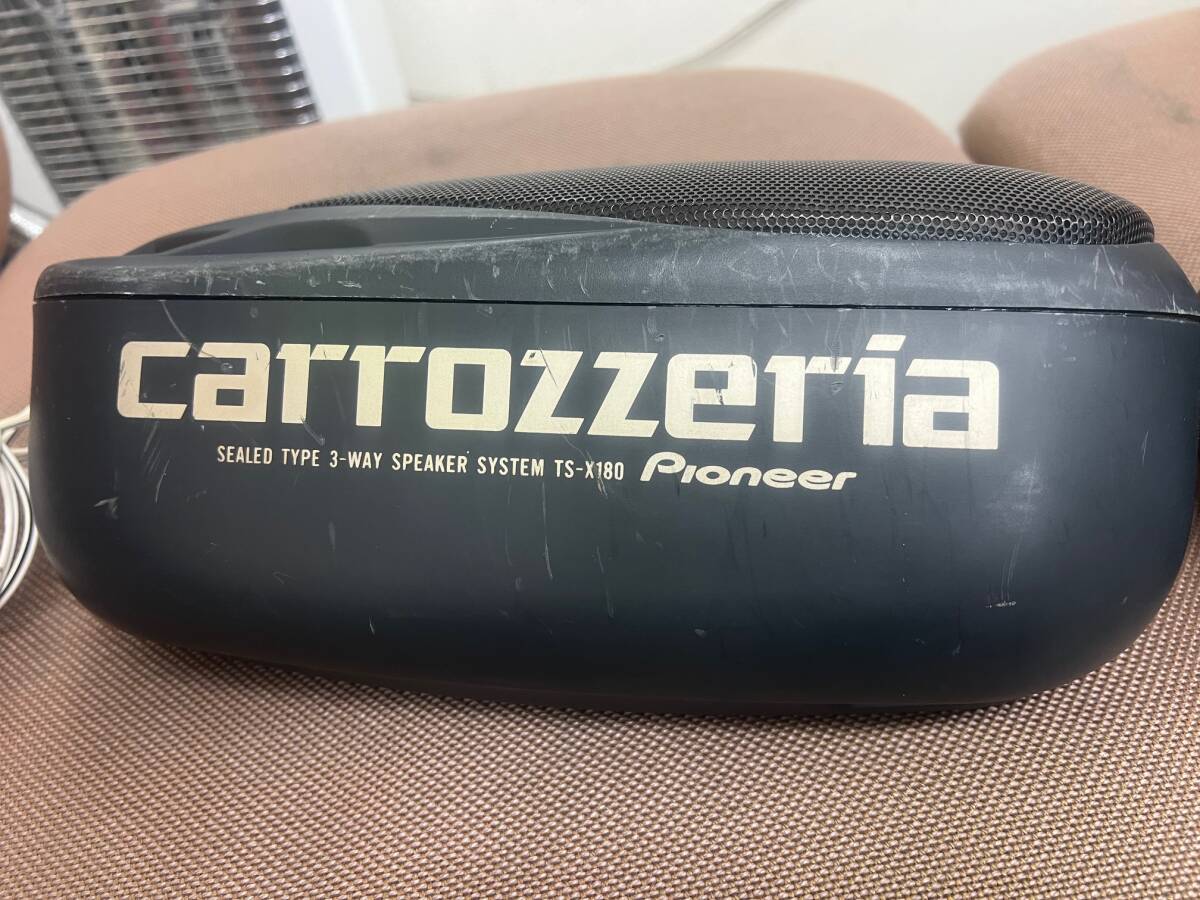 carrozzeria
SEALED TYPE 3-WAY SPEAKER SYSTEM TS-X180 Pioneer